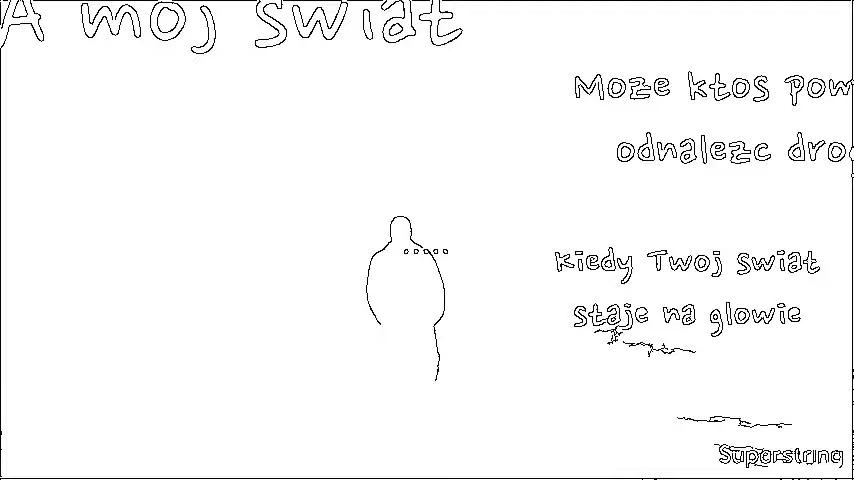 A moj swiat
Moze ktos pow
odnalezc dro
.....
Kiedy Twoj swiat
staje na glowie
Superstring